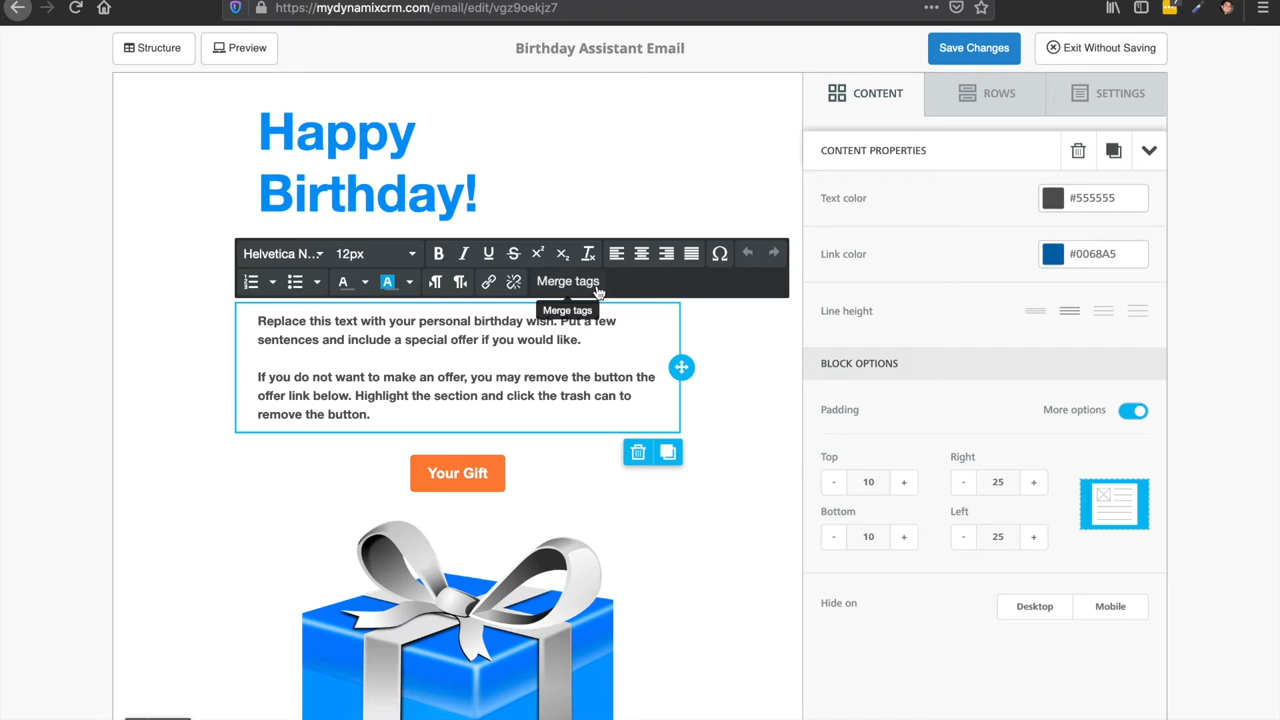 https://mydynamixcrm.com/email/edit/vgz9oekjz7
Structure
Preview
Birthday Assistant Email
Save Changes
Exit Without Saving
CONTENT
ROWS
SETTINGS
Happy
Birthday!
CONTENT PROPERTIES
Text color
#555555
Link color
#0068A5
Line height
Helvetica N...
12px
B I U S X² X₂ Ix Ω
A
A
Merge tags
Merge tags
Replace this text with your personal birthday wish. Put a few
sentences and include a special offer if you would like.
If you do not want to make an offer, you may remove the button the
offer link below. Highlight the section and click the trash can to
remove the button.
Your Gift
BLOCK OPTIONS
Padding
More options
Top
Right
- 10 +
- 25 +
Bottom
Left
- 10 +
- 25 +
Hide on
Desktop
Mobile